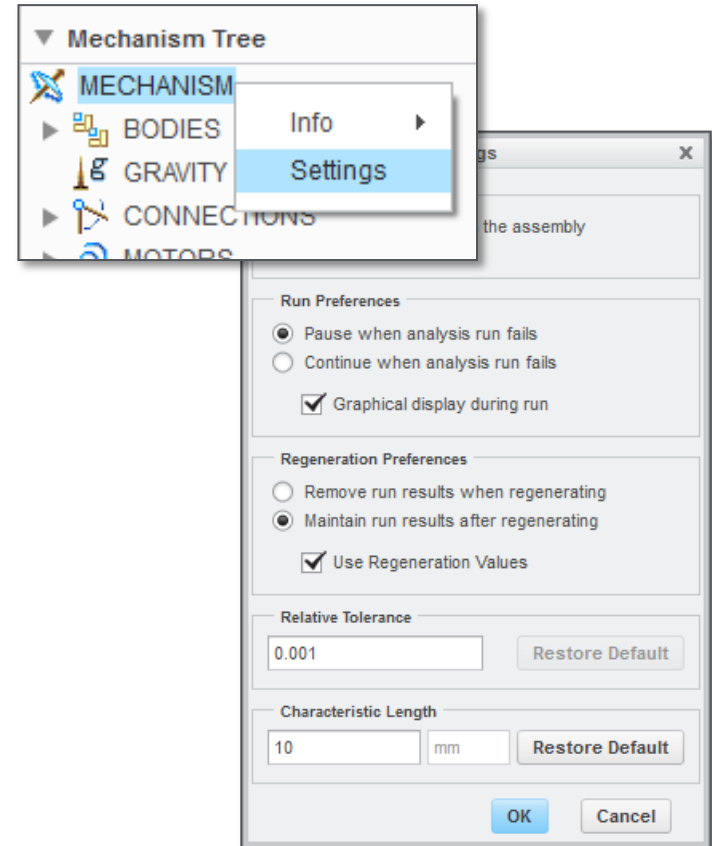 Mechanism Tree
MECHANISM
BODIES
GRAVITY
CONNECTIONS
MOTORS
Info
Settings
gs
the assembly
Run Preferences
Pause when analysis run fails
Continue when analysis run fails
Graphical display during run
Regeneration Preferences
Remove run results when regenerating
Maintain run results after regenerating
Use Regeneration Values
Relative Tolerance
0.001
Restore Default
Characteristic Length
10 mm Restore Default
OK Cancel